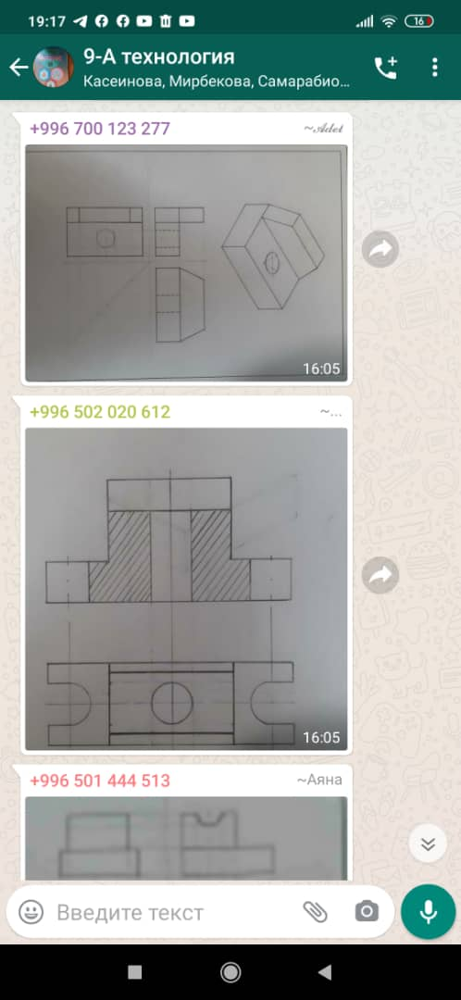 19:17
16
9-А технология
Касеинова, Мирбекова, Самарабио...
+996 700 123 277
~Adet
16:05
+996 502 020 612
~...
16:05
+996 501 444 513
~Аяна
Введите текст